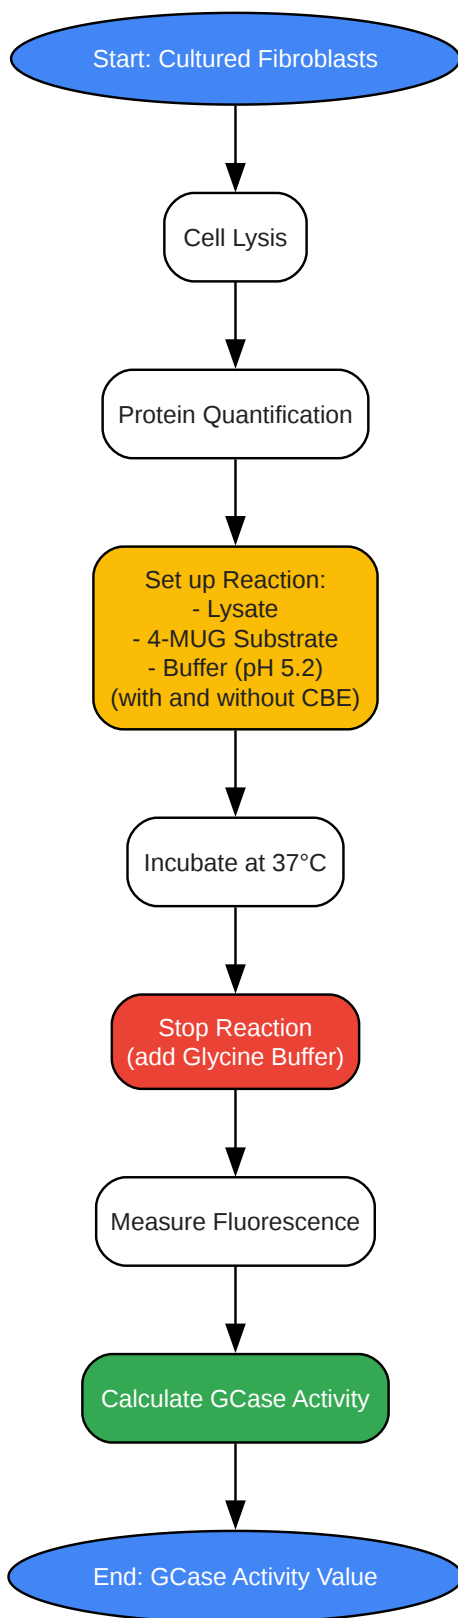 Start: Cultured Fibroblasts
Cell Lysis
Protein Quantification
Set up Reaction:
- Lysate
- 4-MUG Substrate
- Buffer (pH 5.2)
(with and without CBE)
Incubate at 37°C
Stop Reaction
(add Glycine Buffer)
Measure Fluorescence
Calculate GCase Activity
End: GCase Activity Value